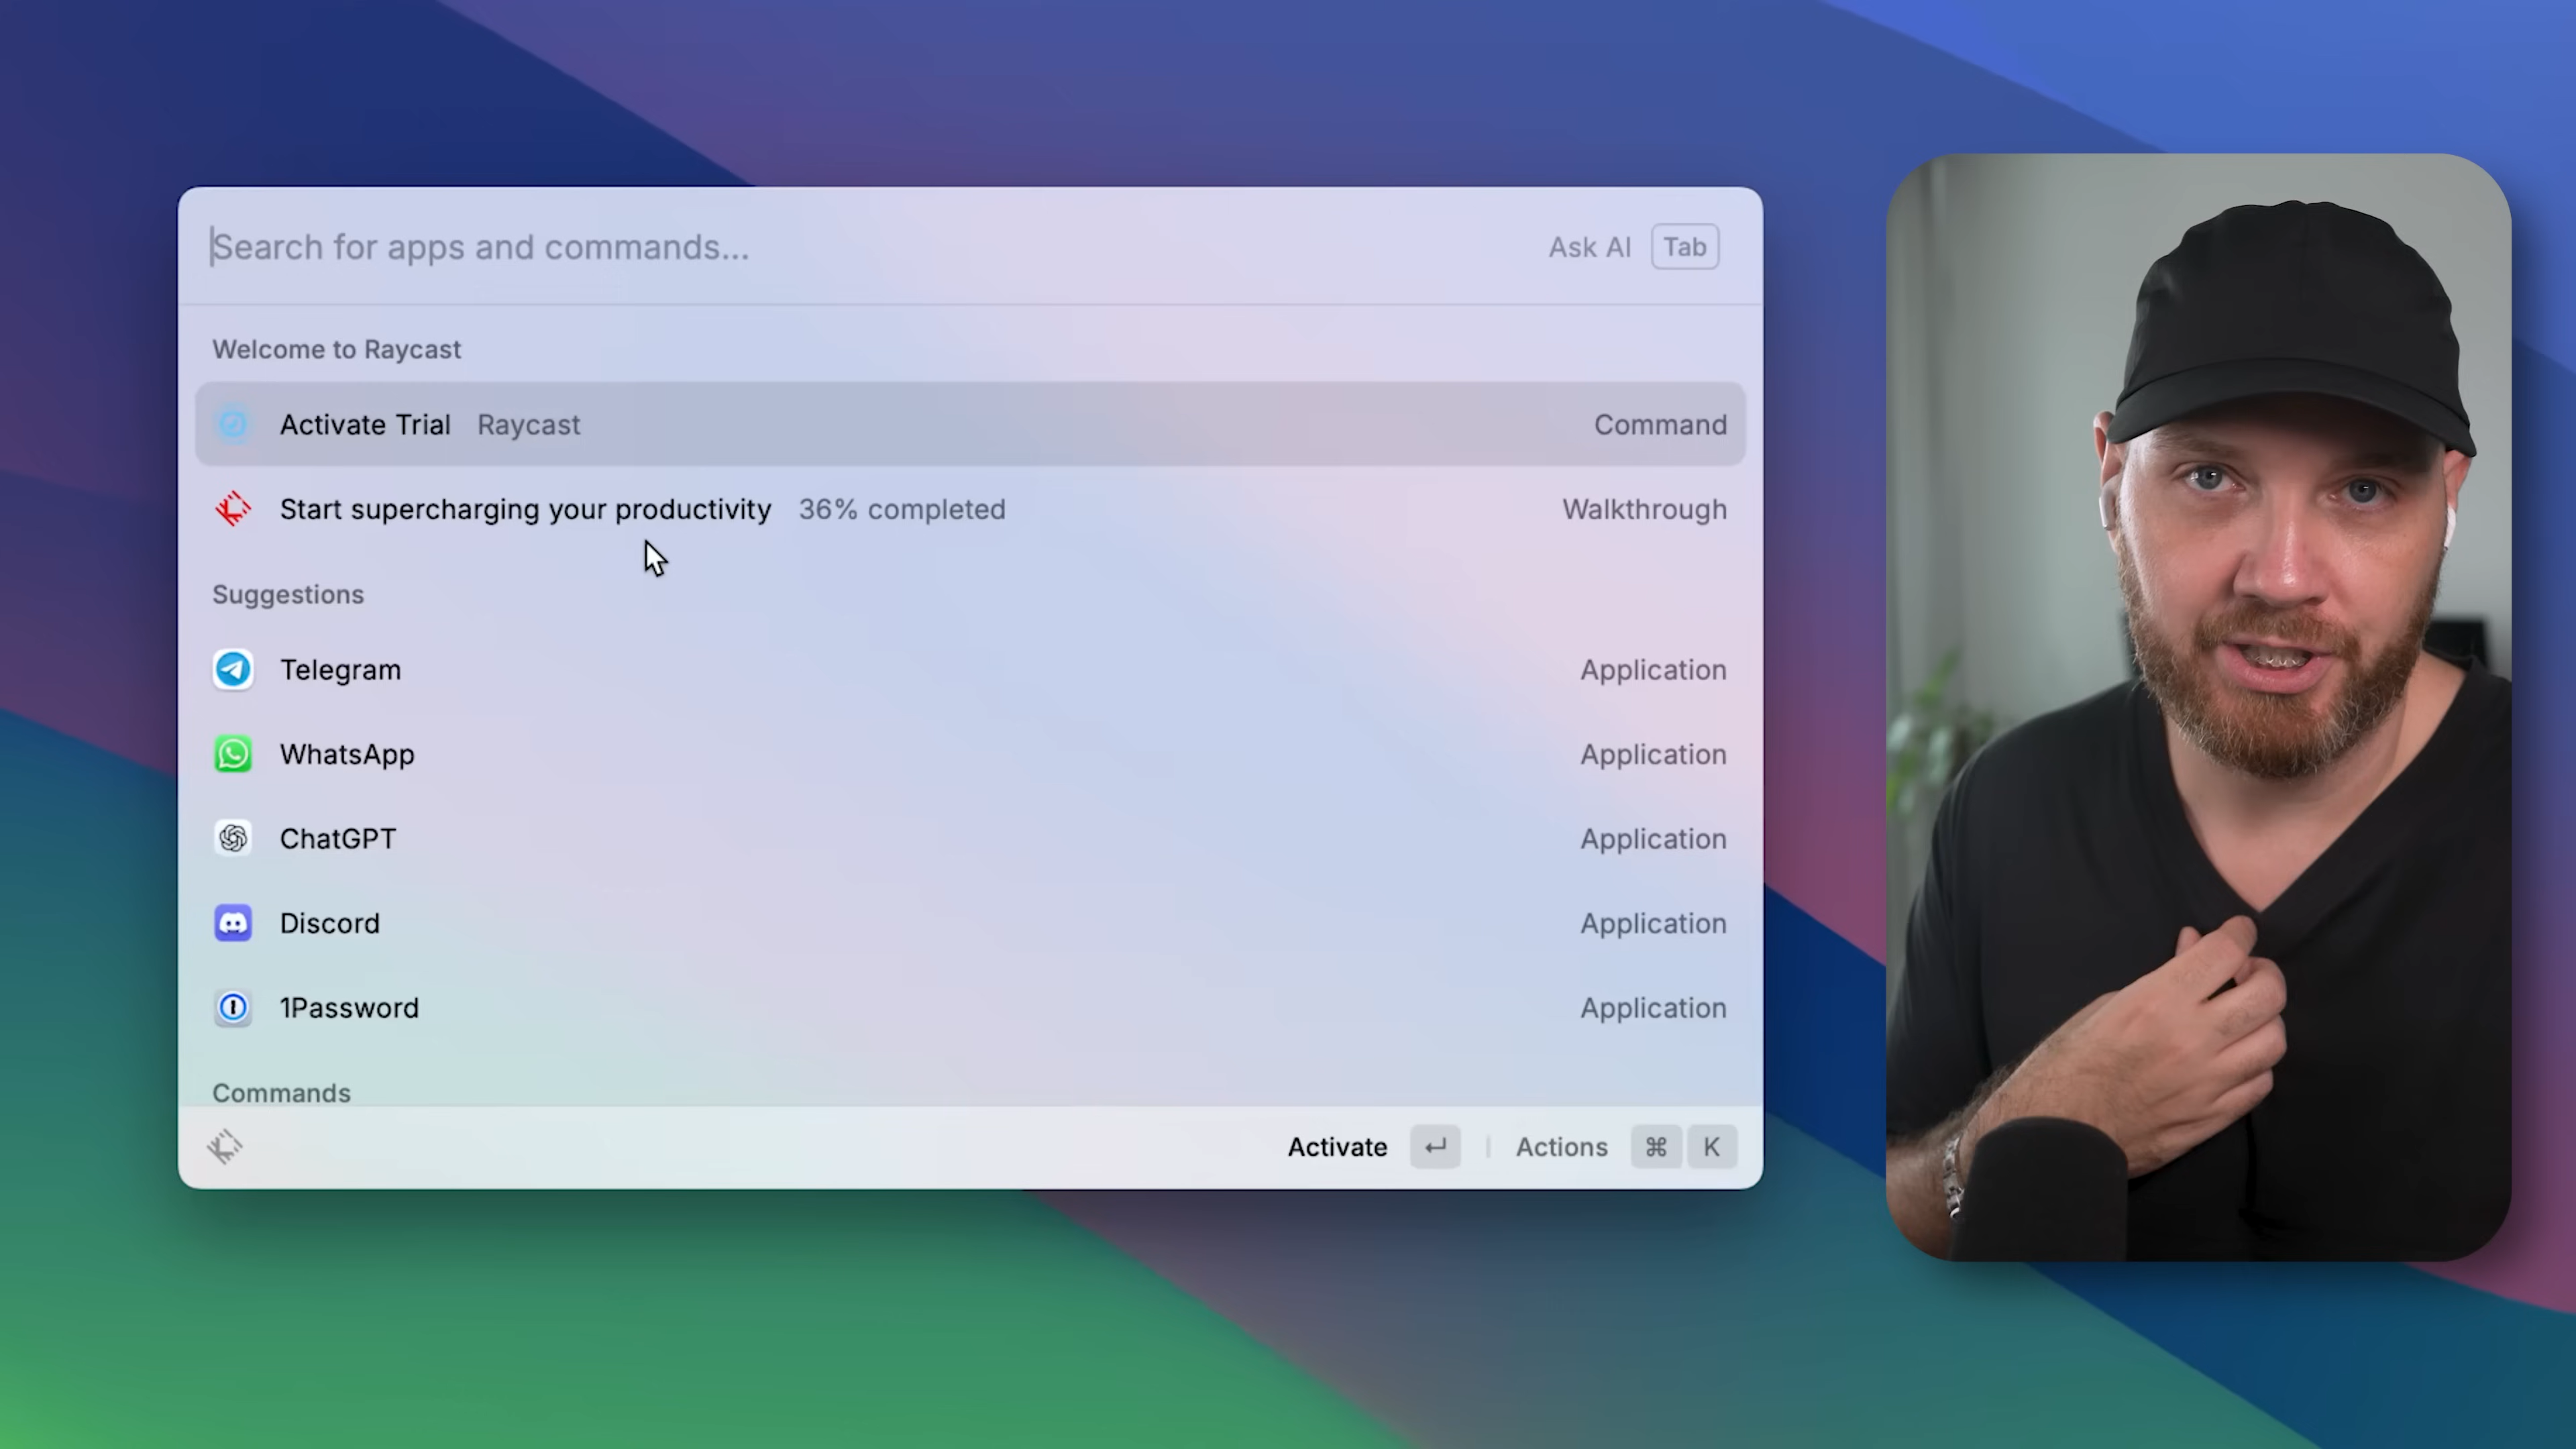 Search for apps and commands... Ask AI Tab
Welcome to Raycast
Activate Trial Raycast Command
Start supercharging your productivity 36% completed Walkthrough
Suggestions
Telegram Application
WhatsApp Application
ChatGPT Application
Discord Application
1Password Application
Commands
Activate ↵ | Actions ⌘ K